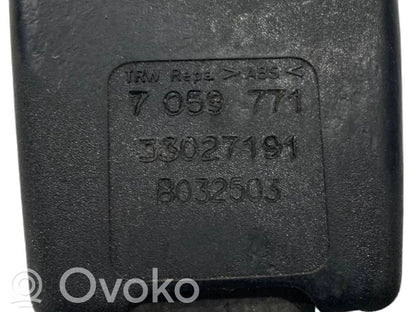 TRW Repa > ABS <
7 059 771
33027191
8032503
Ovoko